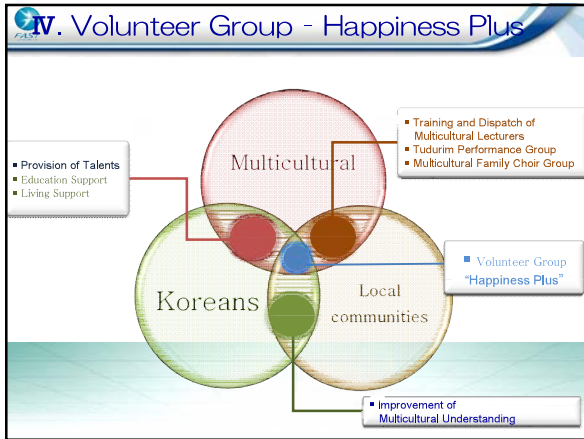 FAST
Ⅳ. Volunteer Group - Happiness Plus
Multicultural
Koreans
Local
communities
▪ Provision of Talents
▪ Education Support
▪ Living Support
▪ Training and Dispatch of
Multicultural Lecturers
▪ Tudurim Performance Group
▪ Multicultural Family Choir Group
▪ Volunteer Group
“Happiness Plus”
▪ Improvement of
Multicultural Understanding